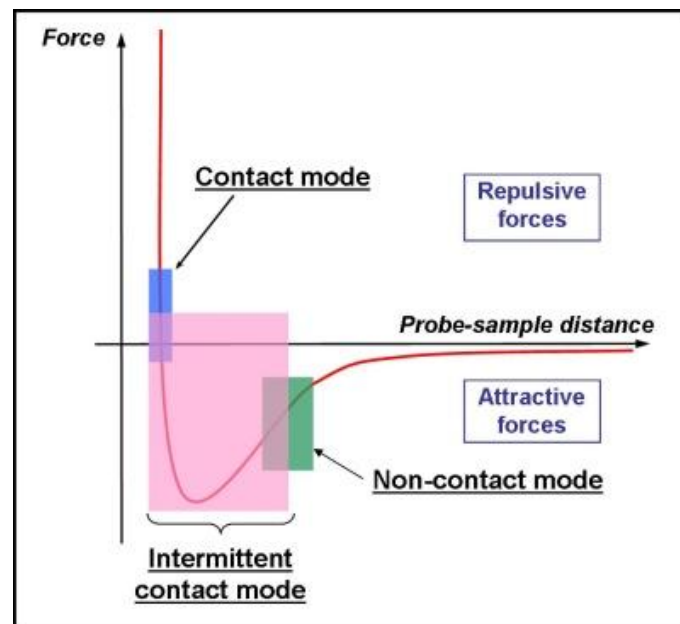 Force
Contact mode
Repulsive
forces
Probe-sample distance
Attractive
forces
Non-contact mode
Intermittent
contact mode